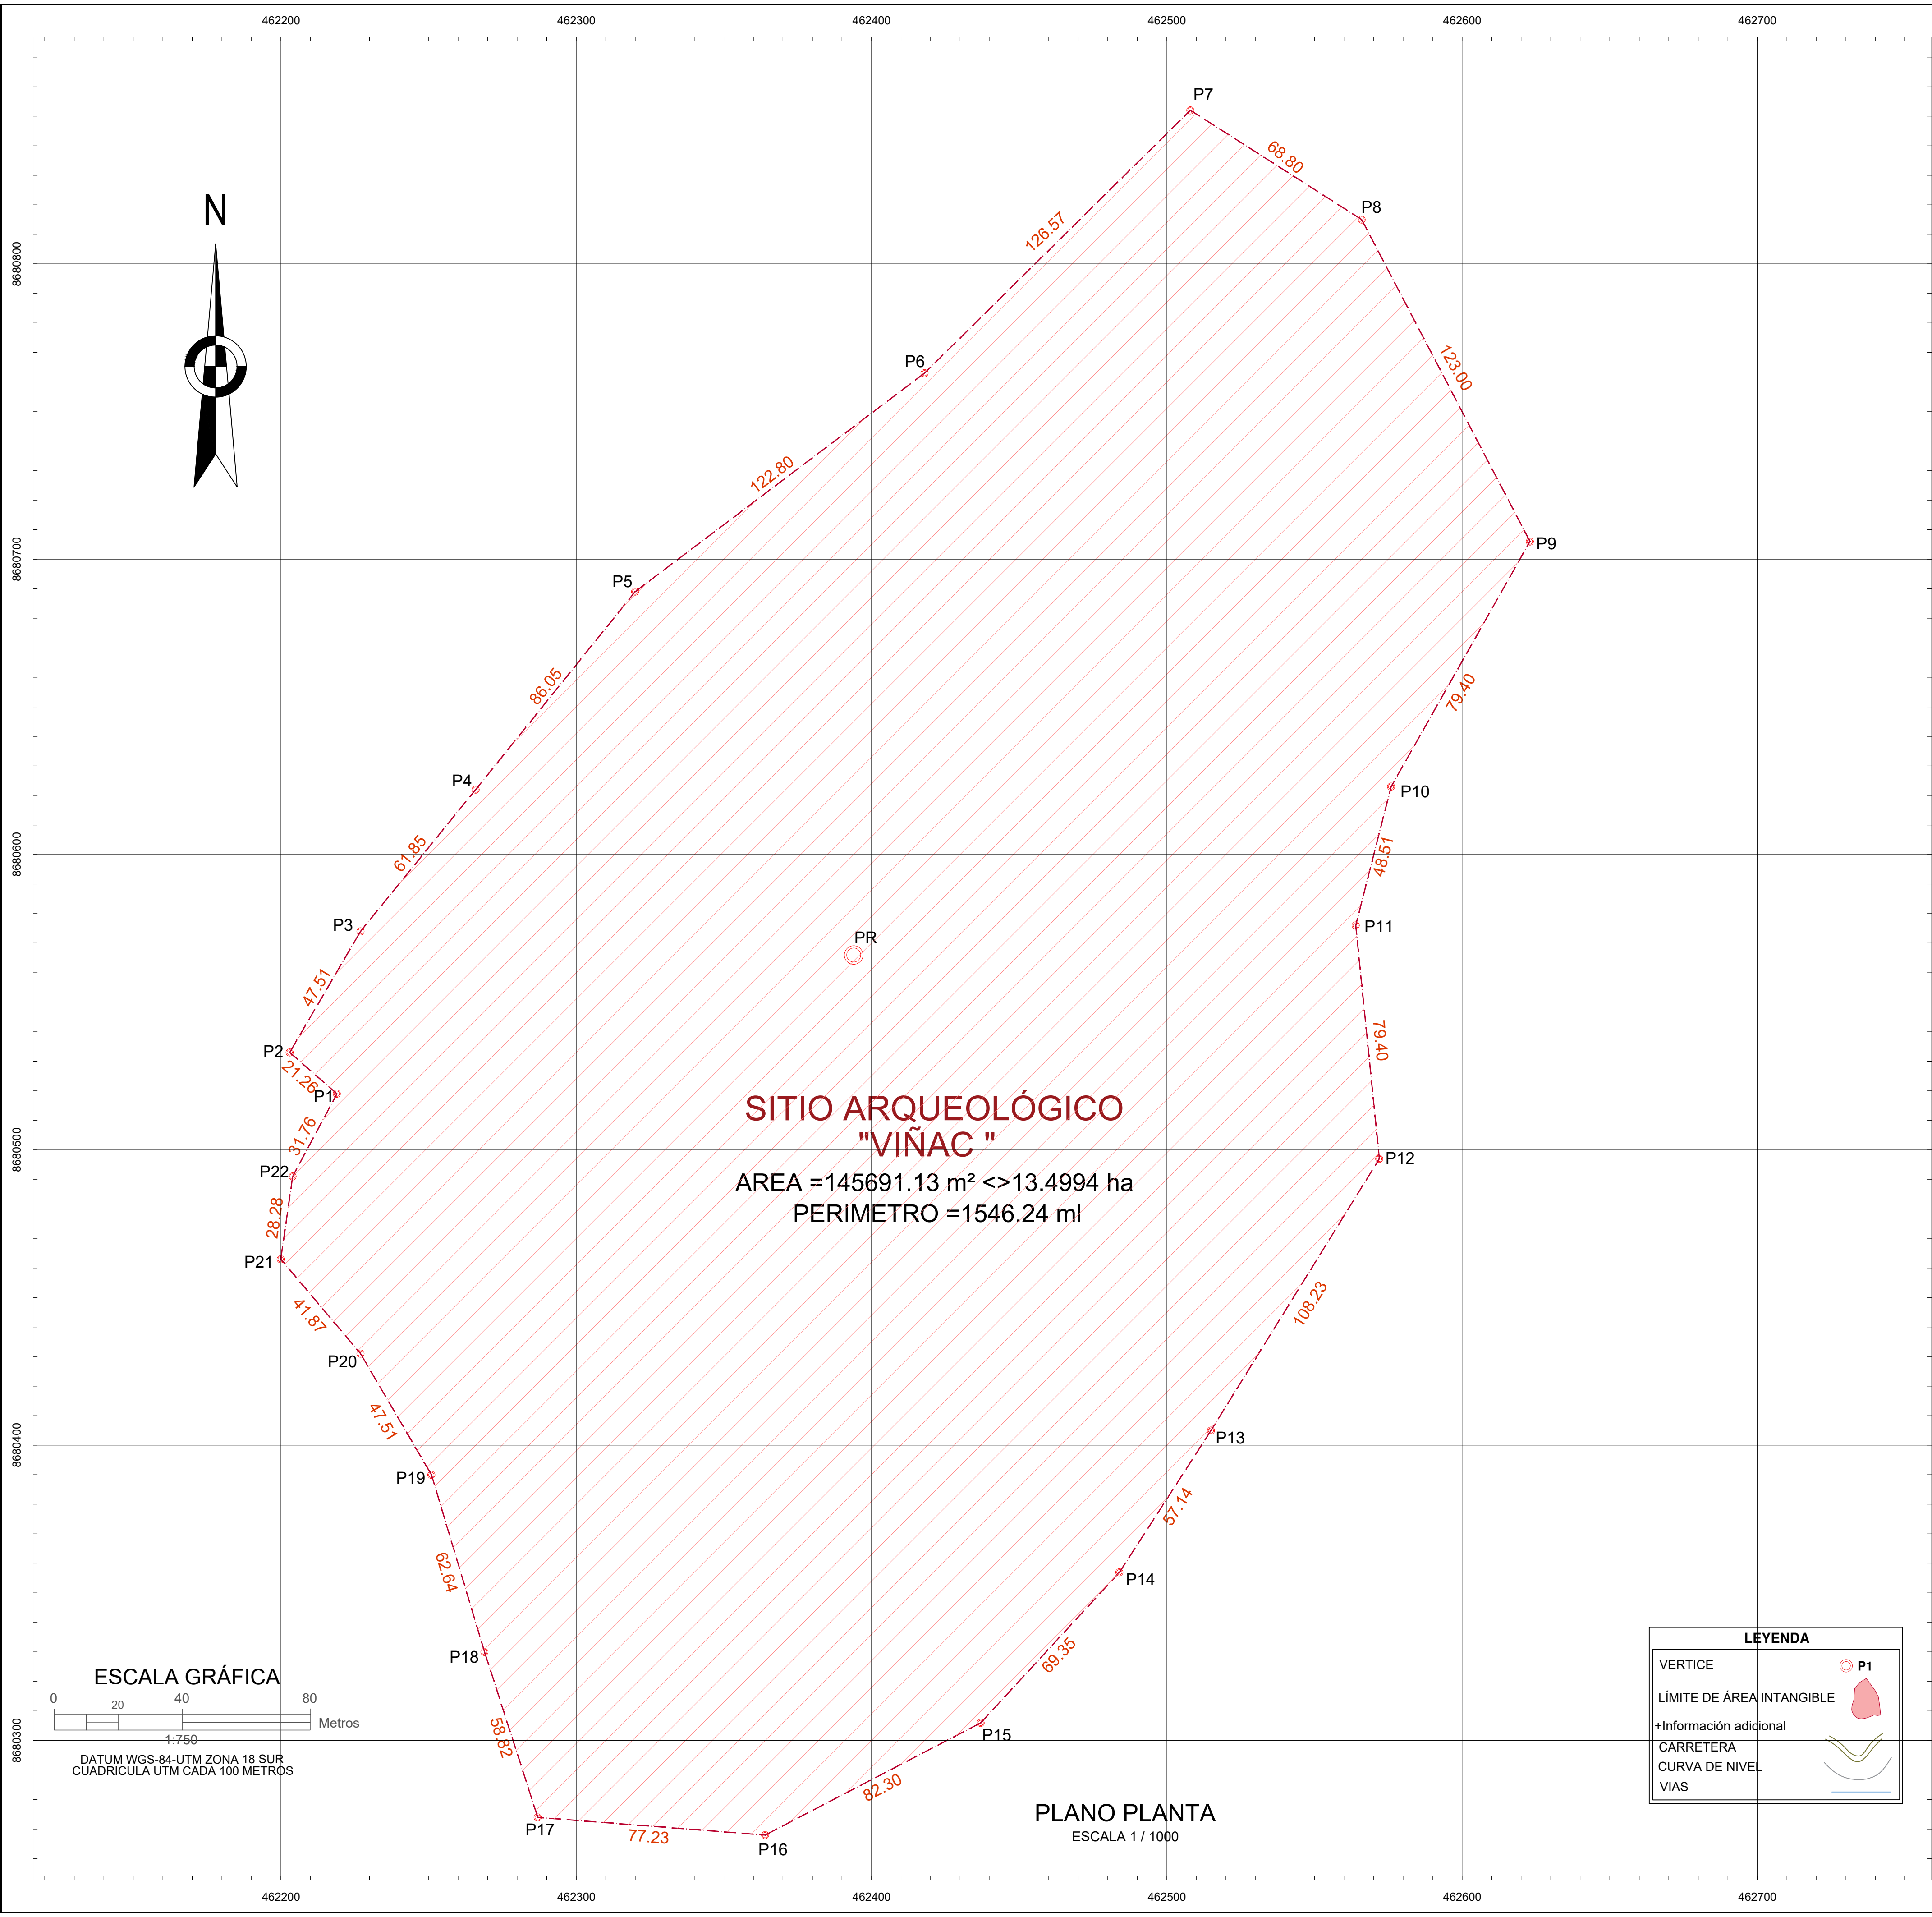 462200 462300 462400 462500 462600 462700
P7
68.80
N
P8
126.57
8680800
P6
123.00
122.80
P9
8680700
P5
86.05
79.40
P4
P10
61.85
8680600
48.51
P3
P11
PR
47.51
P2
79.40
21.26
P1
SITIO ARQUEOLÓGICO
"VIÑAC "
31.76
8680500
P12
P22
AREA =145691.13 m² <>13.4994 ha
PERIMETRO =1546.24 ml
28.28
P21
41.87
108.23
P20
47.51
P13
8680400
P19
57.14
62.64
P14
P18
69.35
ESCALA GRÁFICA
0 20 40 80
Metros
1:750
DATUM WGS-84-UTM ZONA 18 SUR
CUADRICULA UTM CADA 100 METROS
8680300
58.82
P15
82.30
P17
77.23
P16
PLANO PLANTA
ESCALA 1 / 1000
LEYENDA
VERTICE P1
LÍMITE DE ÁREA INTANGIBLE
+Información adicional
CARRETERA
CURVA DE NIVEL
VIAS
462200 462300 462400 462500 462600 462700